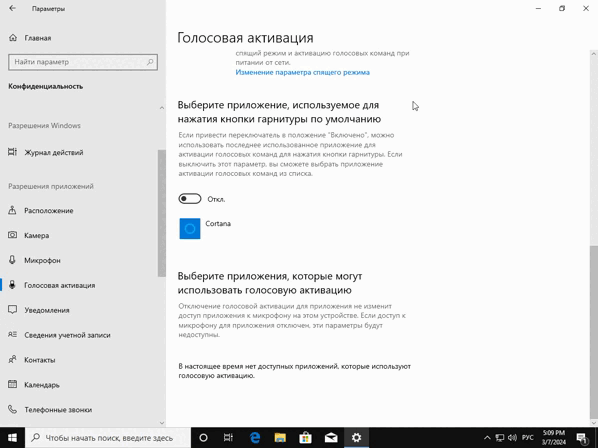 Параметры
Главная
Найти параметр
Конфиденциальность
Разрешения Windows
Журнал действий
Разрешения приложений
Расположение
Камера
Микрофон
Голосовая активация
Уведомления
Сведения учетной записи
Контакты
Календарь
Телефонные звонки
Голосовая активация
спящий режим и активацию голосовых команд при
питании от сети.
Изменение параметра спящего режима
Выберите приложение, используемое для
нажатия кнопки гарнитуры по умолчанию
Если привести переключатель в положение "Включено", можно
использовать последнее использованное приложение для
активации голосовых команд для нажатия кнопки гарнитуры. Если
выключить этот параметр, вы сможете выбрать приложение
активации голосовых команд из списка.
Откл.
Cortana
Выберите приложения, которые могут
использовать голосовую активацию
Отключение голосовой активации для приложения не изменит
доступ приложения к микрофону на этом устройстве. Если доступ к
микрофону для приложения отключен, эти параметры будут
недоступны.
В настоящее время нет доступных приложений, которые используют
голосовую активацию.
Чтобы начать поиск, введите здесь
РУС
5:09 PM
3/7/2024